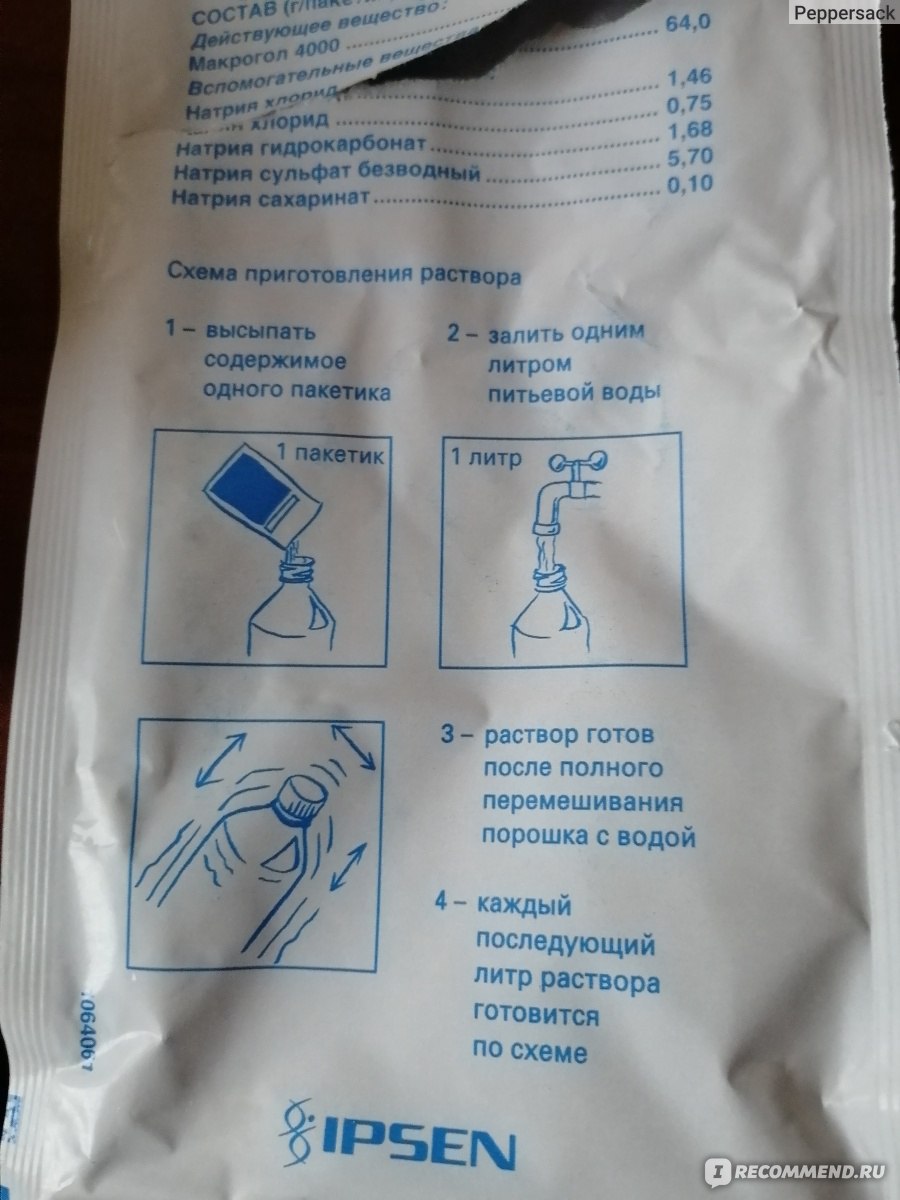 Peppersack
СОСТАВ
Действующее вещество:
Макрогол 4000 .......... 64,0
Вспомогательные вещества
Натрия хлорид .......... 1,46
хлорид .......... 0,75
Натрия гидрокарбонат .......... 1,68
Натрия сульфат безводный .......... 5,70
Натрия сахаринат .......... 0,10
Схема приготовления раствора
1 – высыпать
содержимое
одного пакетика
2 – залить одним
литром
питьевой воды
1 пакетик
1 литр
3 – раствор готов
после полного
перемешивания
порошка с водой
4 – каждый
последующий
литр раствора
готовится
по схеме
IPSEN
IRECOMMEND.RU